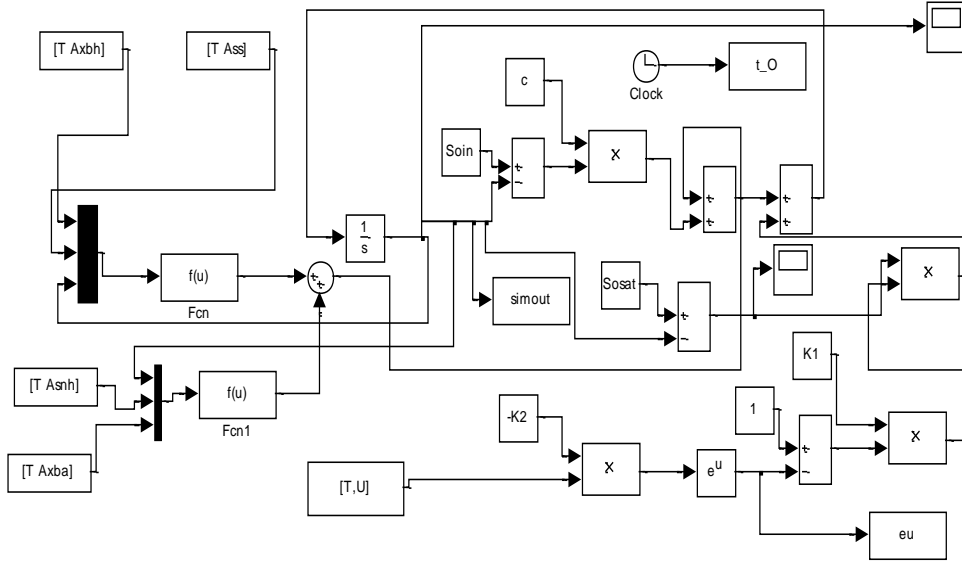 [T Axbh]
[T Ass]
c
Clock
t_O
Soin
X
1
s
f(u)
Fcn
simout
Sosat
X
K1
[T Asnh]
f(u)
Fcn1
-K2
1
X
[T Axba]
[T,U]
X
e^u
eu